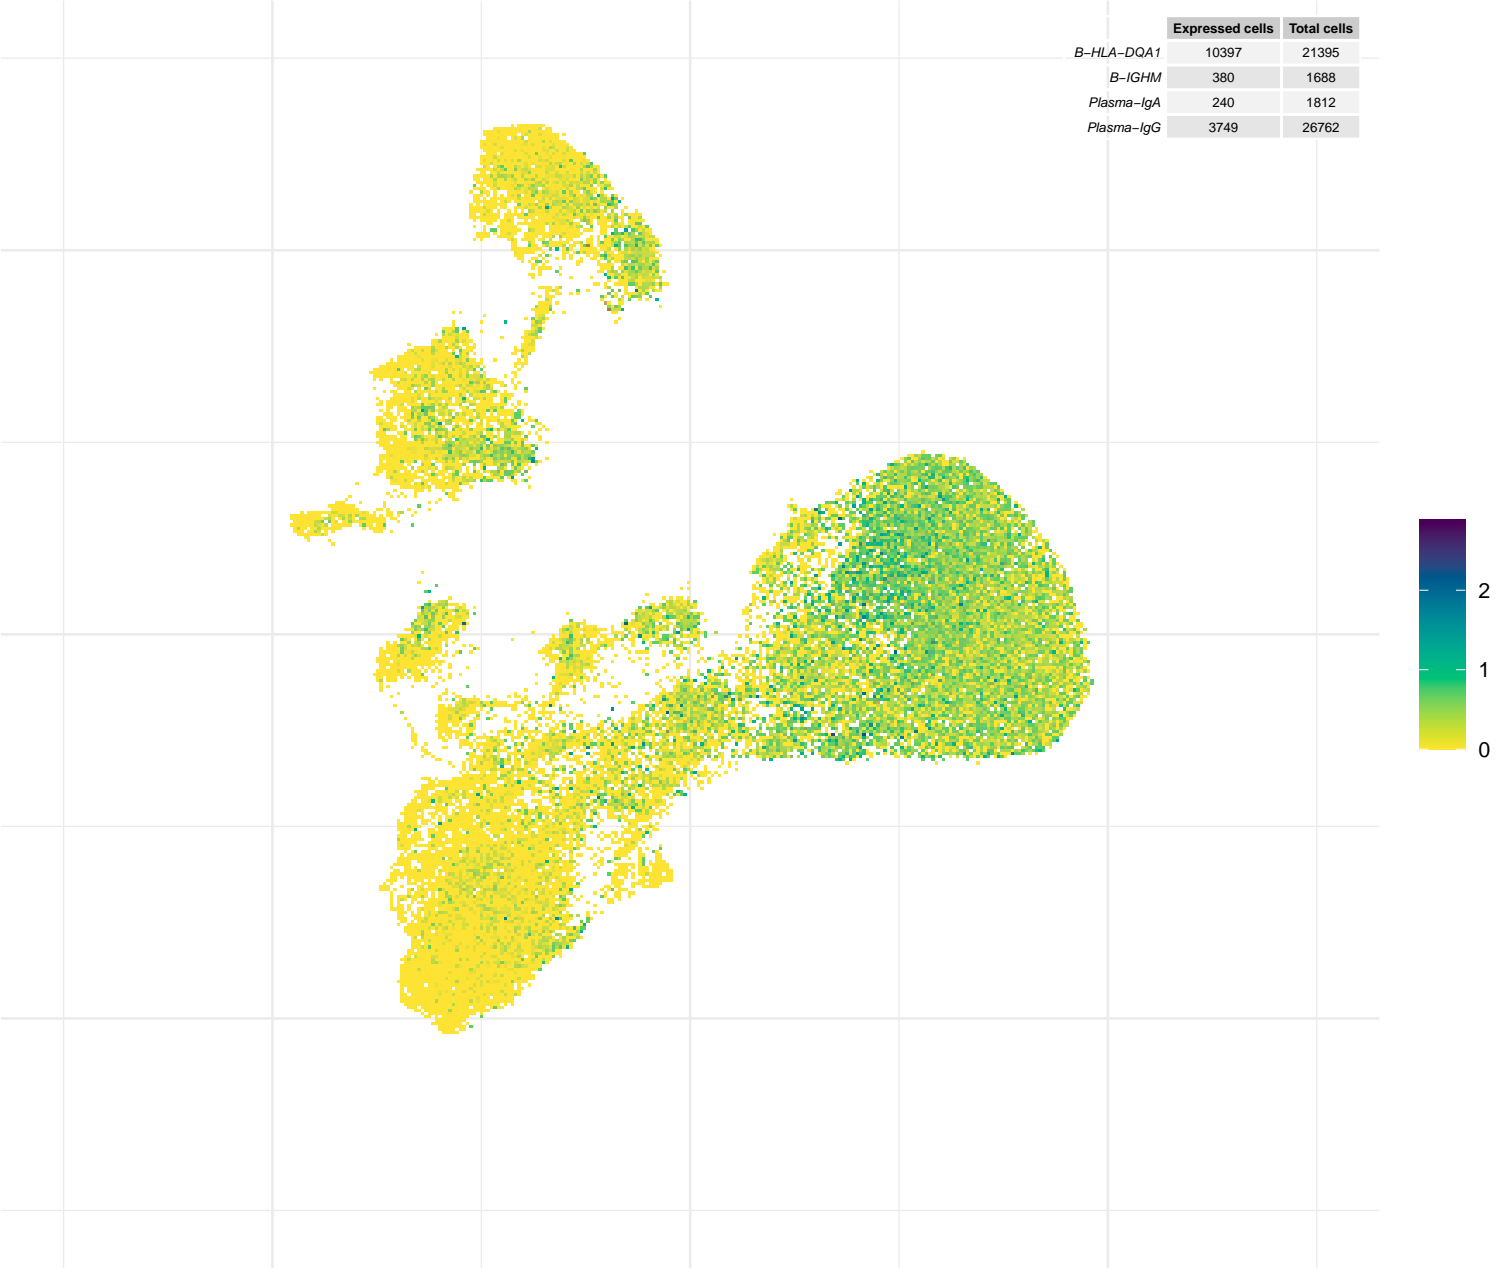 Expressed cells Total cells
B−HLA−DQA1 10397 21395
B−IGHM 380 1688
Plasma−IgA 240 1812
Plasma−IgG 3749 26762
2
1
0